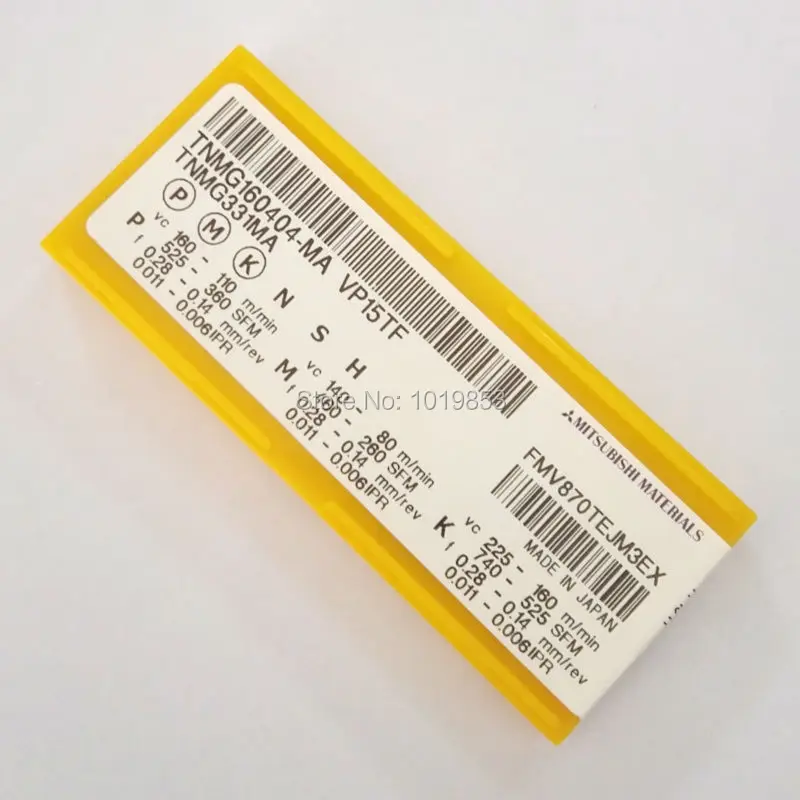 TNMG160404-MA VP15TF
TNMG331MA
P M K N S H
P vc 160 - 110 m/min
525 - 360 SFM
f 0.28 - 0.14 mm/rev
0.011 - 0.006IPR
M vc 140 - 80 m/min
260 SFM
f 0.28 - 0.14 mm/rev
0.011 - 0.006IPR
K vc 225 - 160 m/min
740 - 525 SFM
f 0.28 - 0.14 mm/rev
0.011 - 0.006IPR
MITSUBISHI MATERIALS
FMV870TEJM3EX
MADE IN JAPAN
Store No: 1019853